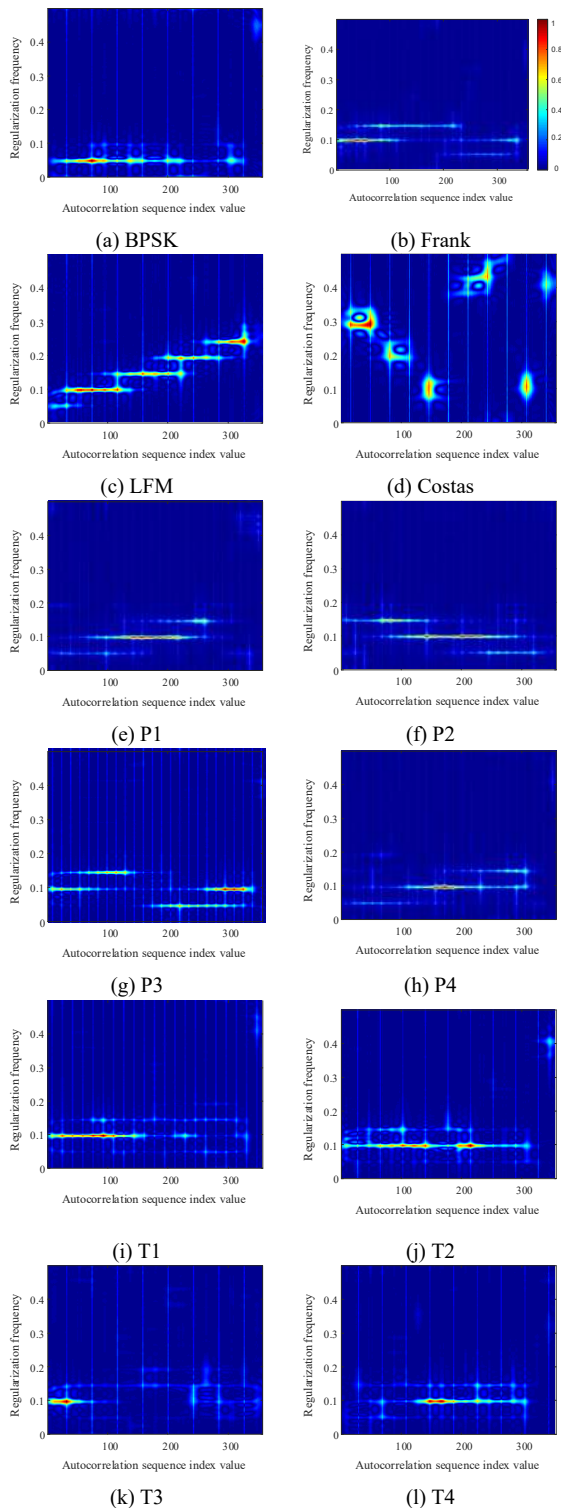 0.4
0.3
0.2
0.1
0
Regularization frequency
100 200 300
Autocorrelation sequence index value
(a) BPSK
0.4
0.3
0.2
0.1
0
Regularization frequency
100 200 300
Autocorrelation sequence index value
1
0.8
0.6
0.4
0.2
0
(b) Frank
0.4
0.3
0.2
0.1
0
Regularization frequency
100 200 300
Autocorrelation sequence index value
(c) LFM
0.4
0.3
0.2
0.1
0
Regularization frequency
100 200 300
Autocorrelation sequence index value
(d) Costas
0.4
0.3
0.2
0.1
0
Regularization frequency
100 200 300
Autocorrelation sequence index value
(e) P1
0.4
0.3
0.2
0.1
0
Regularization frequency
100 200 300
Autocorrelation sequence index value
(f) P2
0.4
0.3
0.2
0.1
0
Regularization frequency
100 200 300
Autocorrelation sequence index value
(g) P3
0.4
0.3
0.2
0.1
0
Regularization frequency
100 200 300
Autocorrelation sequence index value
(h) P4
0.4
0.3
0.2
0.1
0
Regularization frequency
100 200 300
Autocorrelation sequence index value
(i) T1
0.4
0.3
0.2
0.1
0
Regularization frequency
100 200 300
Autocorrelation sequence index value
(j) T2
0.4
0.3
0.2
0.1
0
Regularization frequency
100 200 300
Autocorrelation sequence index value
(k) T3
0.4
0.3
0.2
0.1
0
Regularization frequency
100 200 300
Autocorrelation sequence index value
(l) T4